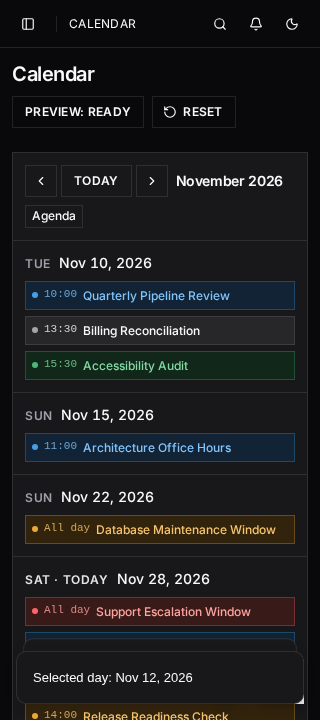 CALENDAR
Calendar
PREVIEW: READY
RESET
TODAY
November 2026
Agenda
TUE Nov 10, 2026
10:00 Quarterly Pipeline Review
13:30 Billing Reconciliation
15:30 Accessibility Audit
SUN Nov 15, 2026
11:00 Architecture Office Hours
SUN Nov 22, 2026
All day Database Maintenance Window
SAT · TODAY Nov 28, 2026
All day Support Escalation Window
Selected day: Nov 12, 2026
14:00 Release Readiness Check